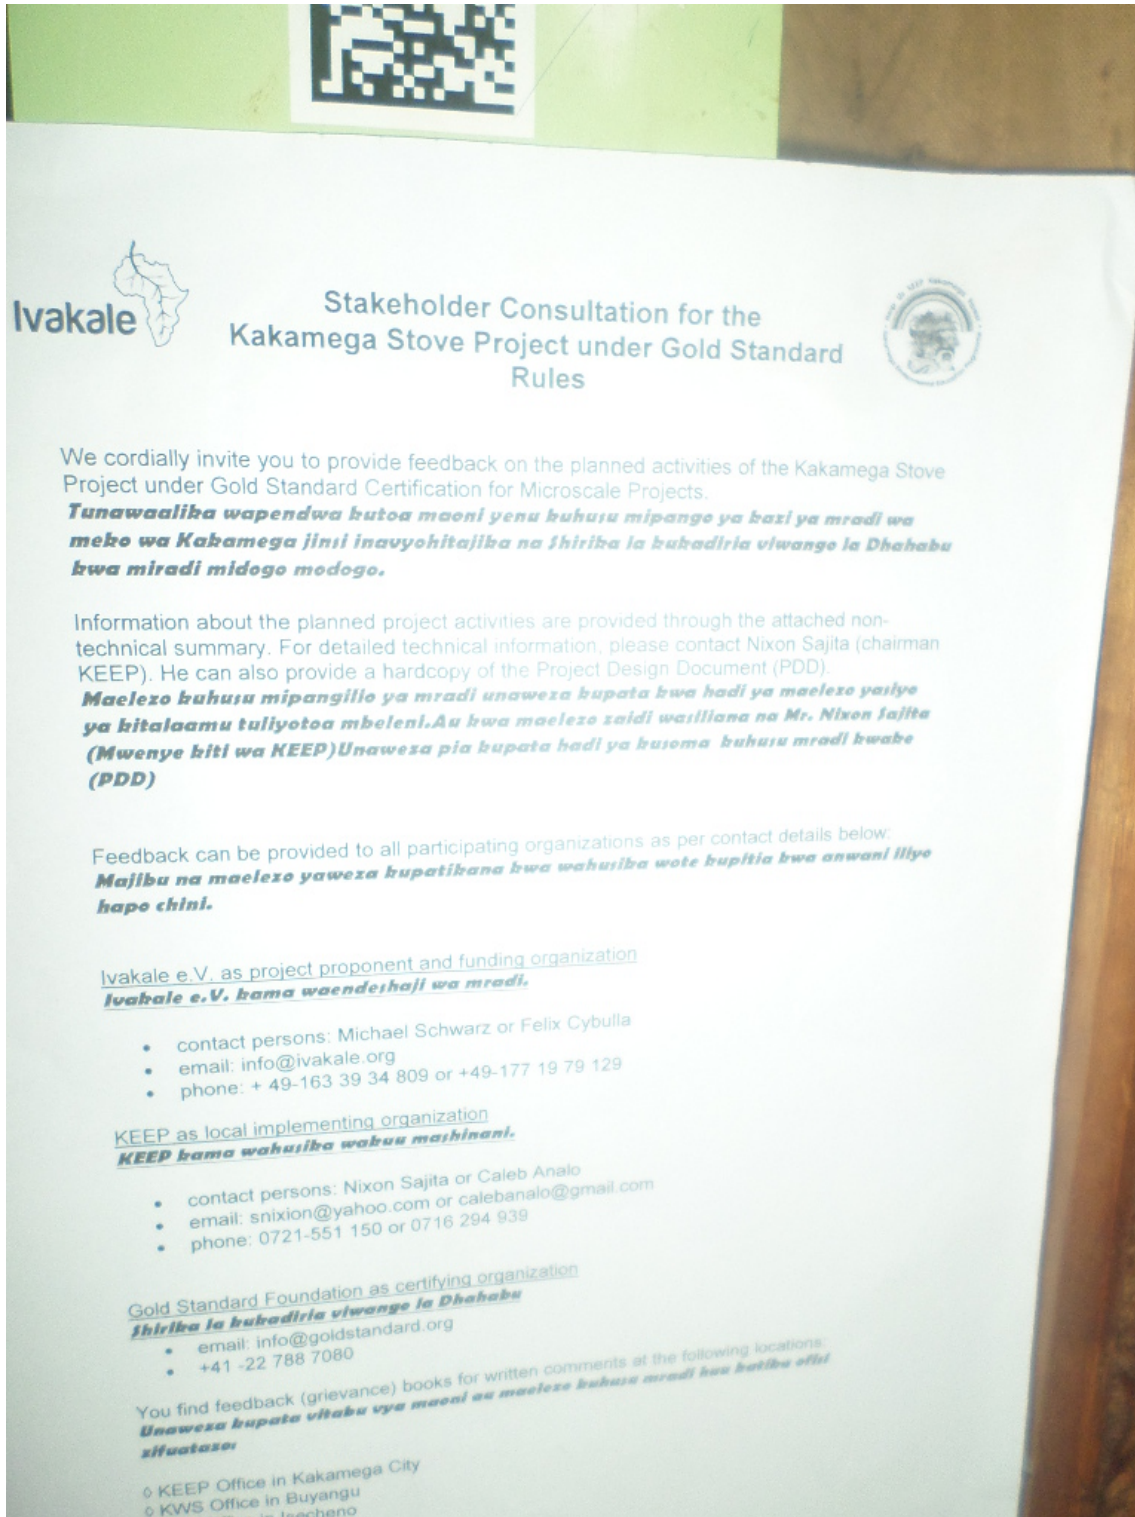 Ivakale
Stakeholder Consultation for the
Kakamega Stove Project under Gold Standard
Rules
We cordially invite you to provide feedback on the planned activities of the Kakamega Stove
Project under Gold Standard Certification for Microscale Projects.
Tunawaalika wapendwa kutoa maoni yenu kuhusu mipango ya kazi ya mradi wa
meko wa Kakamega jinsi inavyohitajika na Shirika la kukadiria viwango la Dhahabu
kwa miradi midogo modogo.
Information about the planned project activities are provided through the attached non-
technical summary. For detailed technical information, please contact Nixon Sajita (chairman
KEEP). He can also provide a hardcopy of the Project Design Document (PDD).
Maelezo kuhusu mipangilio ya mradi unaweza kupata kwa hadi ya maelezo yasiyo
ya kitalaamu tuliyotoa mbeleni.Au kwa maelezo zaidi wasiliana na Mr. Nixon Sajita
(Mwenye kiti wa KEEP)Unaweza pia kupata hadi ya kusoma kuhusu mradi kwake
(PDD)
Feedback can be provided to all participating organizations as per contact details below:
Majibu na maelezo yaweza kupatikana kwa wahusika wote kupitia kwa anwani iliyo
hapo chini.
Ivakale e.V. as project proponent and funding organization
Ivakale e.V. kama waendeshaji wa mradi.
• contact persons: Michael Schwarz or Felix Cybulla
• email: info@ivakale.org
• phone: + 49-163 39 34 809 or +49-177 19 79 129
KEEP as local implementing organization
KEEP kama wahusika wakuu mashinani.
• contact persons: Nixon Sajita or Caleb Analo
• email: snixion@yahoo.com or calebanalo@gmail.com
• phone: 0721-551 150 or 0716 294 939
Gold Standard Foundation as certifying organization
Shirika la kukadiria viwango la Dhahabu
• email: info@goldstandard.org
• +41 -22 788 7080
You find feedback (grievance) books for written comments at the following locations:
Unaweza kupata vitabu vya maoni au maelezo kuhusu mradi huu katika ofisi
zifuatazo:
◊ KEEP Office in Kakamega City
◊ KWS Office in Buyangu
in Isecheno